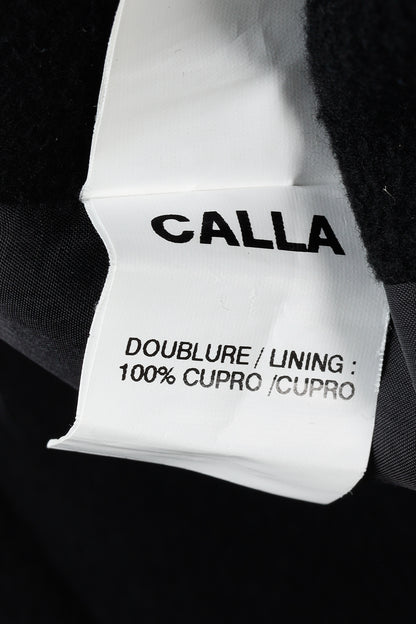 CALLA
DOUBLURE / LINING :
100% CUPRO /CUPRO